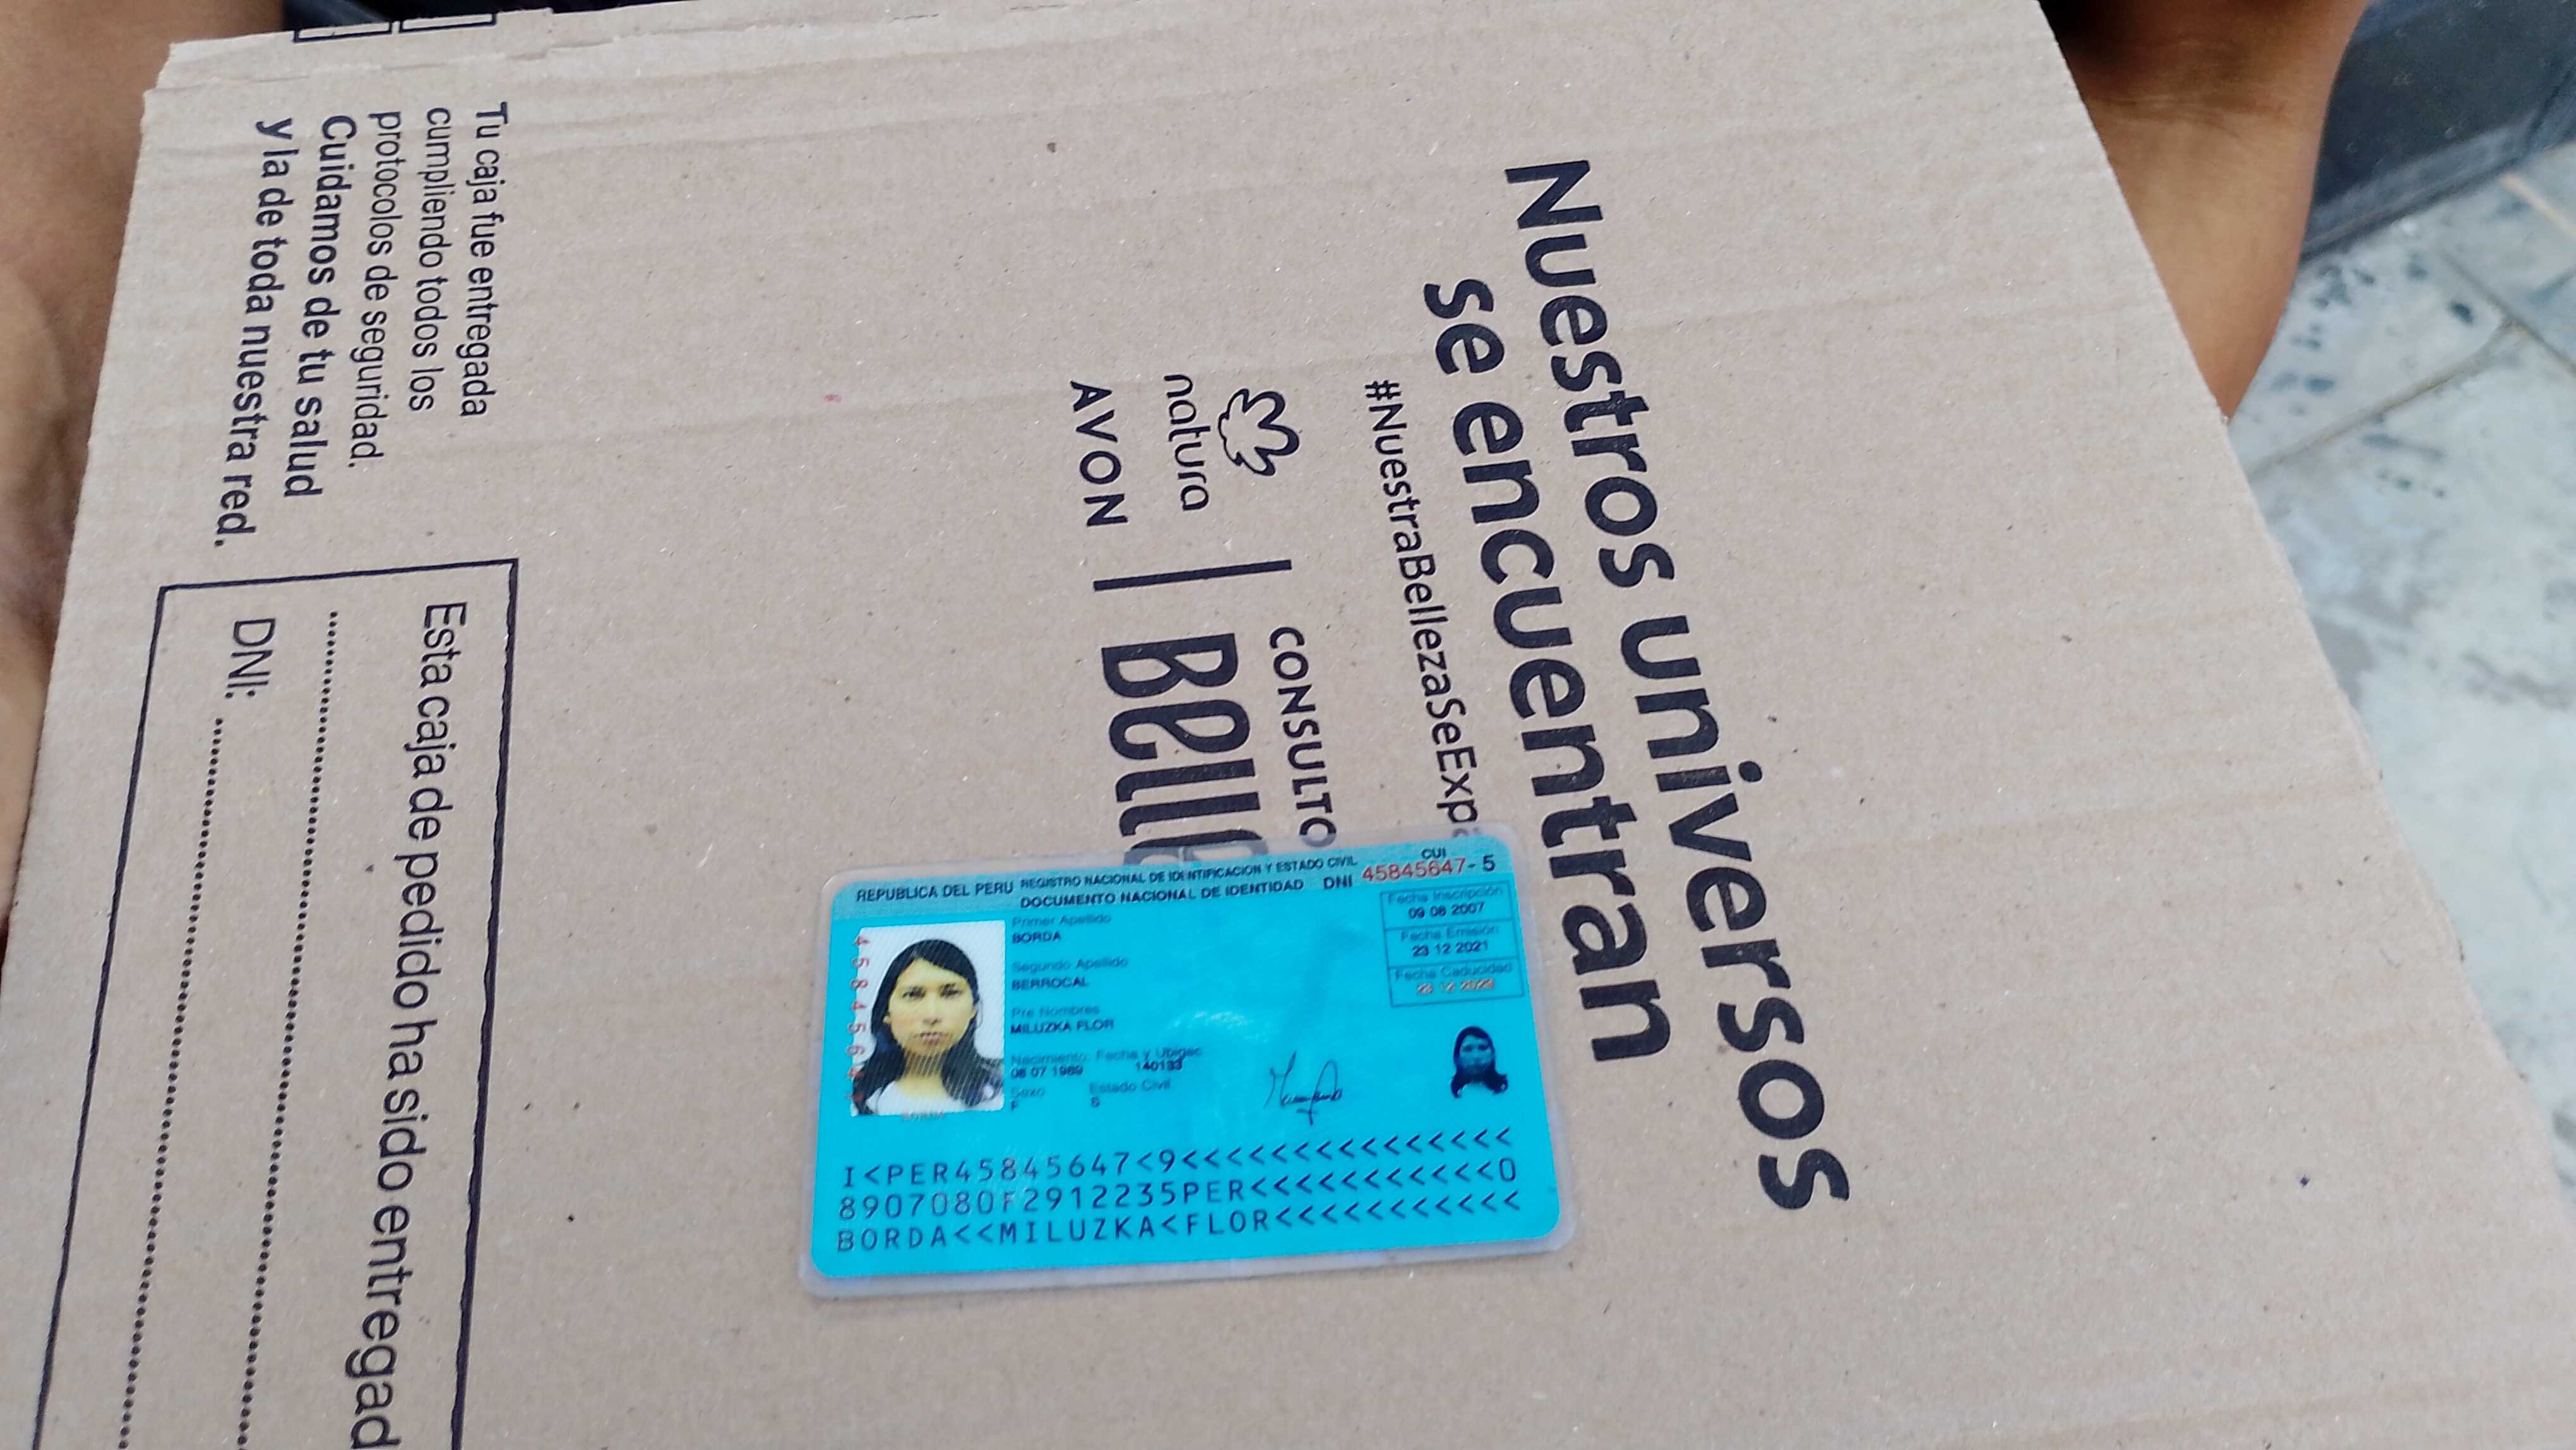 Nuestros universos
se encuentran
#NuestraBellezaSeExp
natura
AVON
CONSULTO
Bell
Tu caja fue entregada
cumpliendo todos los
protocolos de seguridad.
Cuidamos de tu salud
y la de toda nuestra red.
Esta caja de pedido ha sido entregad
DNI:
REPUBLICA DEL PERU REGISTRO NACIONAL DE IDENTIFICACION Y ESTADO CIVIL
DOCUMENTO NACIONAL DE IDENTIDAD DNI 45845647- 5
CUI
Primer Apellido
BORDA
Segundo Apellido
BERROCAL
Pre Nombres
MILUZKA FLOR
Nacimiento: Fecha y Ubigeo
08 07 1989 140133
Sexo Estado Civil
F S
Fecha Inscripción
09 08 2007
Fecha Emisión
23 12 2021
Fecha Caducidad
23 12 2029
I<PER45845647<9<<<<<<<<<<<<<<<
8907080F2912235PER<<<<<<<<<<<0
BORDA<<MILUZKA<FLOR<<<<<<<<<<<